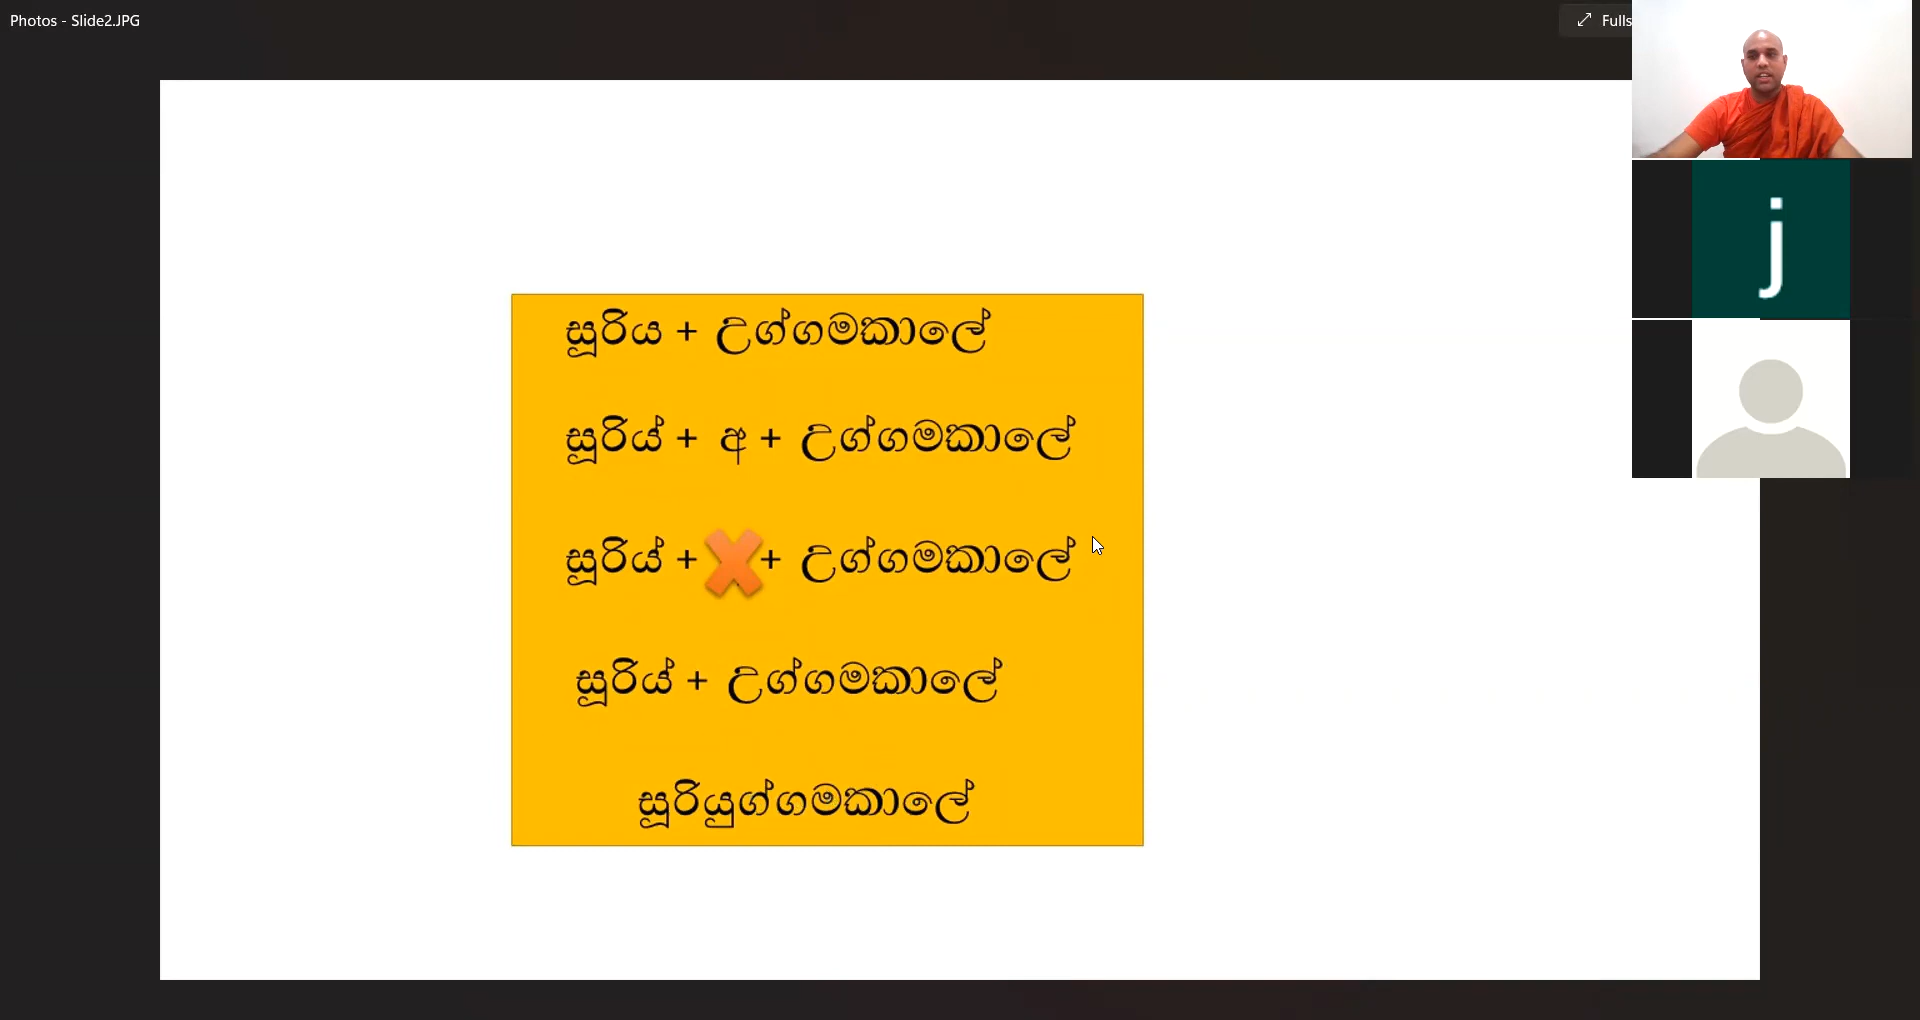 Photos - Slide2.JPG
Fulls
සූරිය + උග්ගමකාලේ
සූරිය් + අ + උග්ගමකාලේ
සූරිය් + + උග්ගමකාලේ
සූරිය් + උග්ගමකාලේ
සූරියුග්ගමකාලේ
j